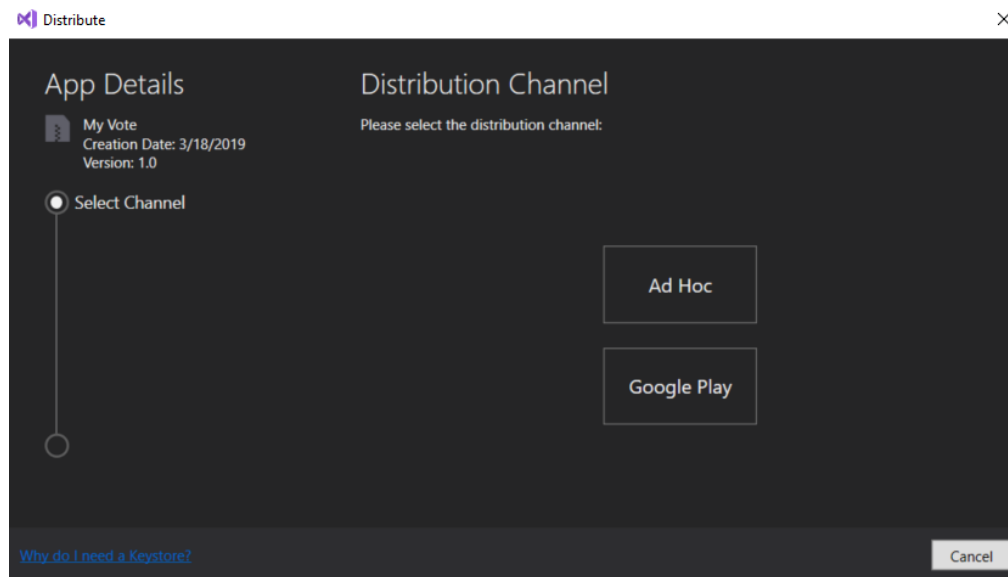 Distribute
App Details
My Vote
Creation Date: 3/18/2019
Version: 1.0
Select Channel
Distribution Channel
Please select the distribution channel:
Ad Hoc
Google Play
Why do I need a Keystore?
Cancel